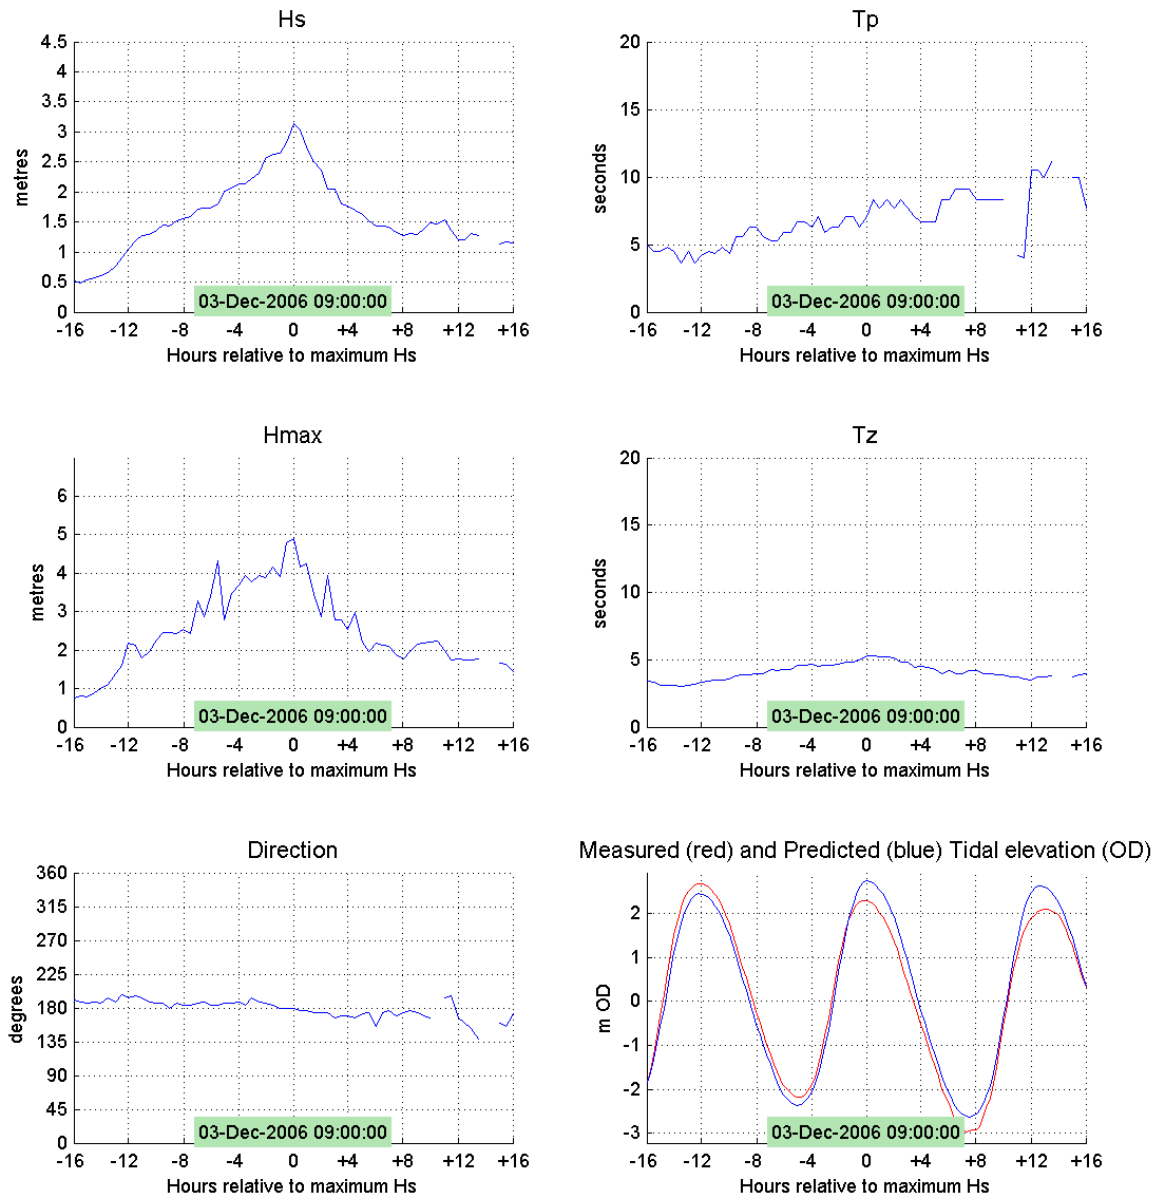 Hs
4.5
4
3.5
3
2.5
2
1.5
1
0.5
0
metres
03-Dec-2006 09:00:00
-16 -12 -8 -4 0 +4 +8 +12 +16
Hours relative to maximum Hs
Tp
20
15
10
5
0
seconds
03-Dec-2006 09:00:00
-16 -12 -8 -4 0 +4 +8 +12 +16
Hours relative to maximum Hs
Hmax
6
5
4
3
2
1
0
metres
03-Dec-2006 09:00:00
-16 -12 -8 -4 0 +4 +8 +12 +16
Hours relative to maximum Hs
Tz
20
15
10
5
0
seconds
03-Dec-2006 09:00:00
-16 -12 -8 -4 0 +4 +8 +12 +16
Hours relative to maximum Hs
Direction
360
315
270
225
180
135
90
45
0
degrees
03-Dec-2006 09:00:00
-16 -12 -8 -4 0 +4 +8 +12 +16
Hours relative to maximum Hs
Measured (red) and Predicted (blue) Tidal elevation (OD)
2
1
0
-1
-2
-3
m OD
03-Dec-2006 09:00:00
-16 -12 -8 -4 0 +4 +8 +12 +16
Hours relative to maximum Hs